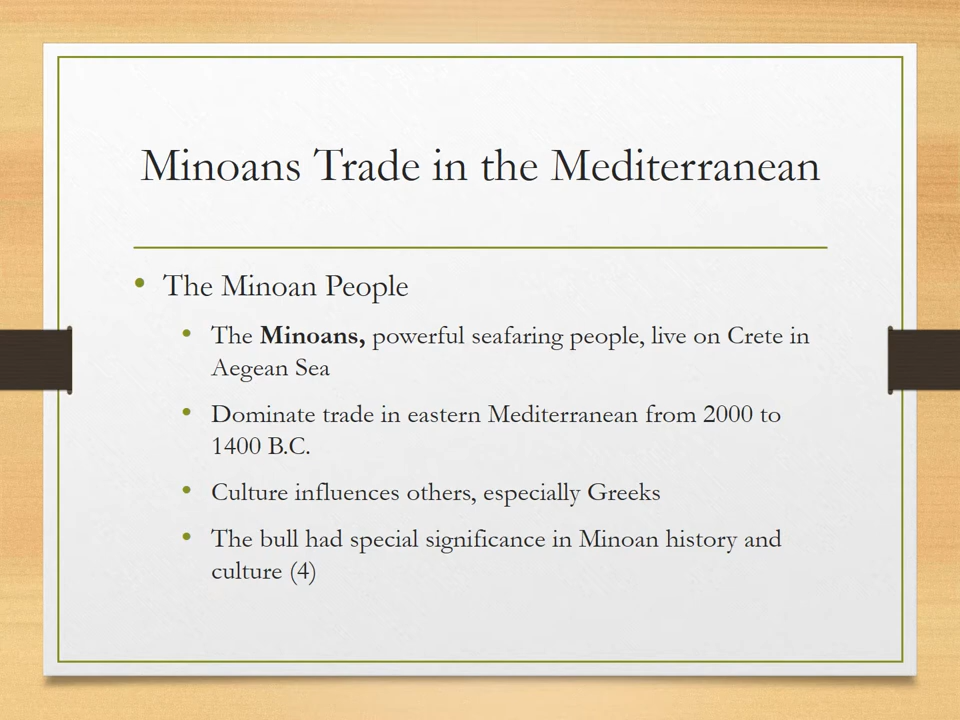 Minoans Trade in the Mediterranean
• The Minoan People
• The Minoans, powerful seafaring people, live on Crete in
Aegean Sea
• Dominate trade in eastern Mediterranean from 2000 to
1400 B.C.
• Culture influences others, especially Greeks
• The bull had special significance in Minoan history and
culture (4)